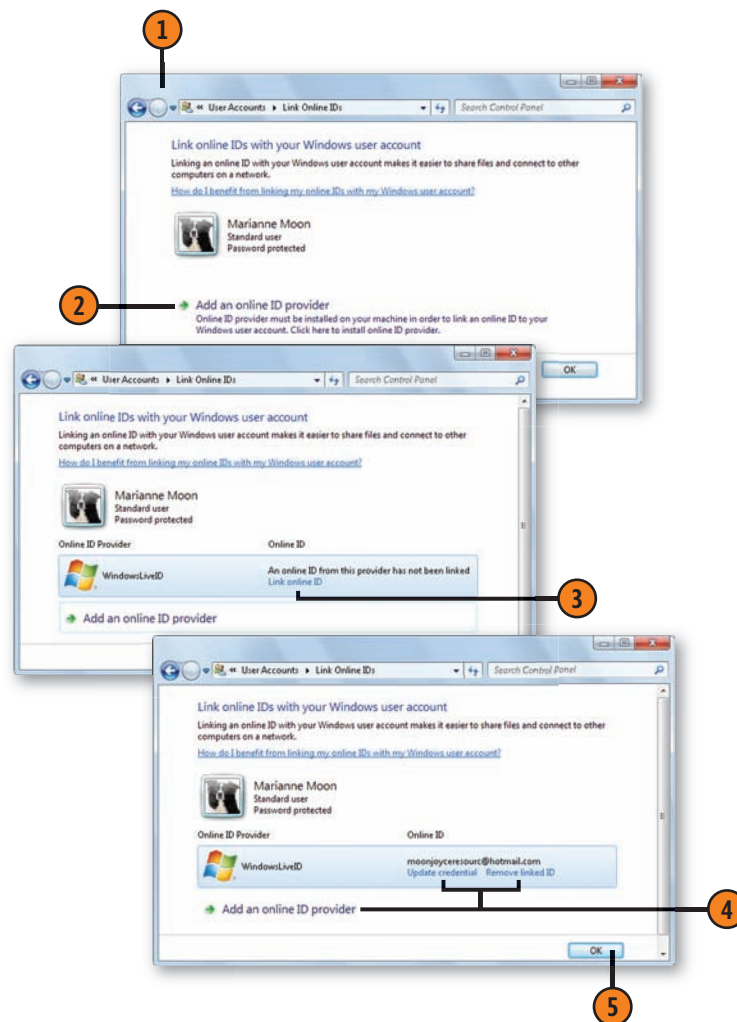 1
« User Accounts ▸ Link Online IDs
Search Control Panel
Link online IDs with your Windows user account
Linking an online ID with your Windows user account makes it easier to share files and connect to other
computers on a network.
How do I benefit from linking my online IDs with my Windows user account?
Marianne Moon
Standard user
Password protected
2
Add an online ID provider
Online ID provider must be installed on your machine in order to link an online ID to your
Windows user account. Click here to install online ID provider.
OK
« User Accounts ▸ Link Online IDs
Search Control Panel
Link online IDs with your Windows user account
Linking an online ID with your Windows user account makes it easier to share files and connect to other
computers on a network.
How do I benefit from linking my online IDs with my Windows user account?
Marianne Moon
Standard user
Password protected
Online ID Provider Online ID
WindowsLiveID
An online ID from this provider has not been linked
Link online ID
3
Add an online ID provider
« User Accounts ▸ Link Online IDs
Search Control Panel
Link online IDs with your Windows user account
Linking an online ID with your Windows user account makes it easier to share files and connect to other
computers on a network.
How do I benefit from linking my online IDs with my Windows user account?
Marianne Moon
Standard user
Password protected
Online ID Provider Online ID
WindowsLiveID
moonjoyceresourc@hotmail.com
Update credential Remove linked ID
Add an online ID provider
4
OK
5